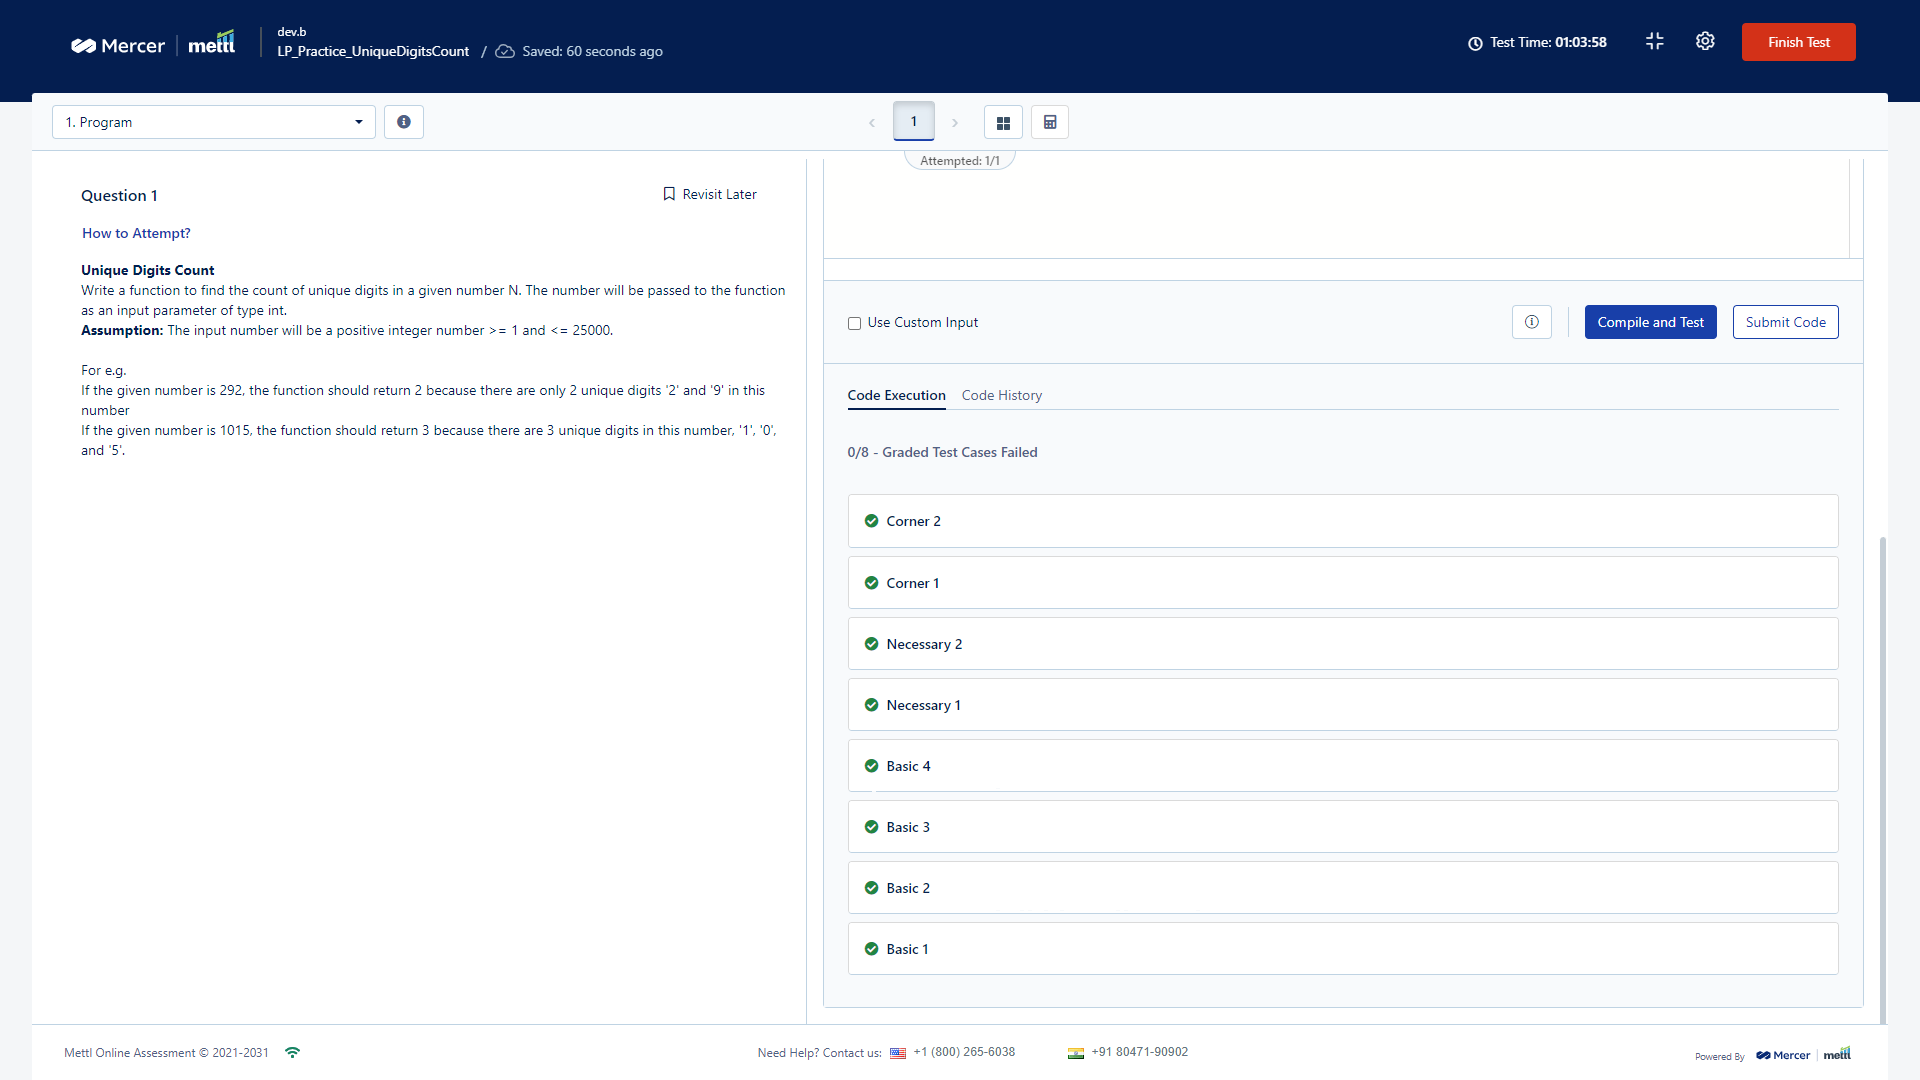 Mercer | mettl
dev.b
LP_Practice_UniqueDigitsCount / Saved: 60 seconds ago
Test Time: 01:03:58
Finish Test
1. Program
1
Attempted: 1/1
Question 1
Revisit Later
How to Attempt?
Unique Digits Count
Write a function to find the count of unique digits in a given number N. The number will be passed to the function
as an input parameter of type int.
Assumption: The input number will be a positive integer number >= 1 and <= 25000.
For e.g.
If the given number is 292, the function should return 2 because there are only 2 unique digits '2' and '9' in this
number
If the given number is 1015, the function should return 3 because there are 3 unique digits in this number, '1', '0',
and '5'.
Use Custom Input
Compile and Test
Submit Code
Code Execution
Code History
0/8 - Graded Test Cases Failed
Corner 2
Corner 1
Necessary 2
Necessary 1
Basic 4
Basic 3
Basic 2
Basic 1
Mettl Online Assessment © 2021-2031
Need Help? Contact us: +1 (800) 265-6038
+91 80471-90902
Powered By Mercer | mettl